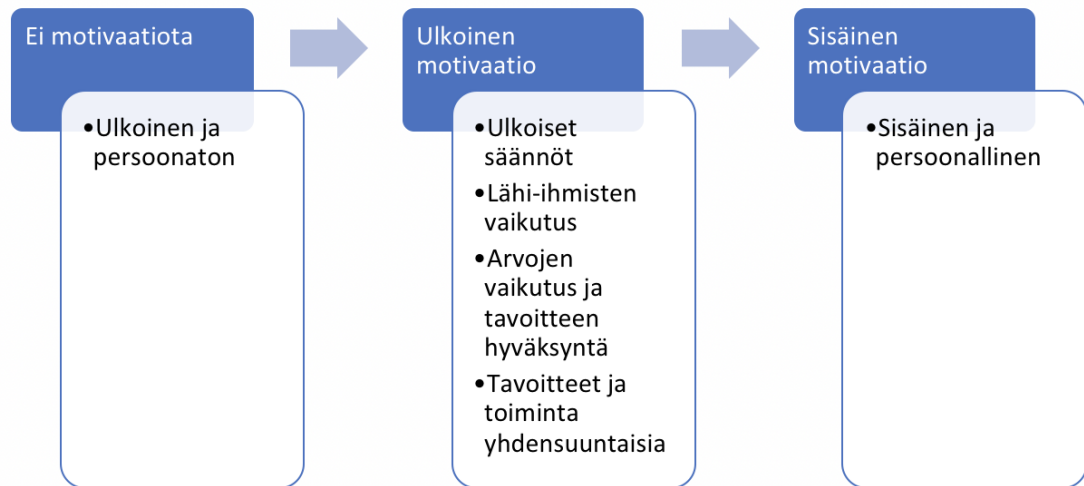 Ei motivaatiota
•Ulkoinen ja
persoonaton
Ulkoinen
motivaatio
•Ulkoiset
säännöt
•Lähi-ihmisten
vaikutus
•Arvojen
vaikutus ja
tavoitteen
hyväksyntä
•Tavoitteet ja
toiminta
yhdensuuntaisia
Sisäinen
motivaatio
•Sisäinen ja
persoonallinen